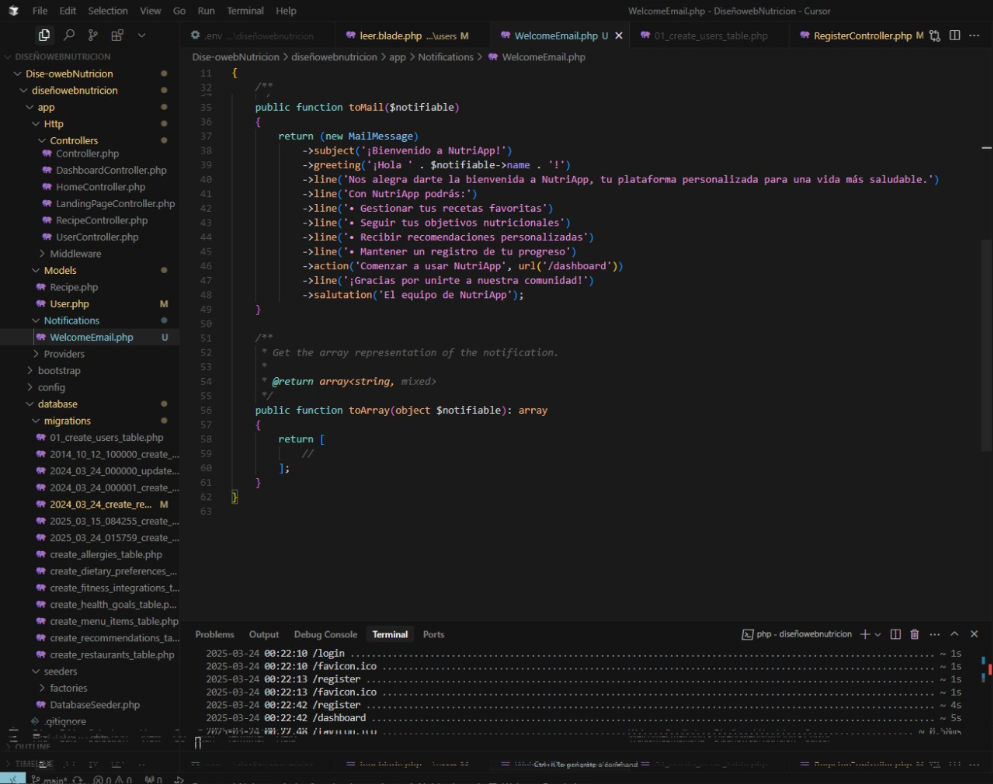 File Edit Selection View Go Run Terminal Help
WelcomeEmail.php - DiseñowebNutricion - Cursor
.env ...\diseñowebnutricion
leer.blade.php ...\users M
WelcomeEmail.php U
01_create_users_table.php
RegisterController.php M
DISEÑOWEBNUTRICION
Dise-owebNutricion > diseñowebnutricion > app > Notifications > WelcomeEmail.php
Dise-owebNutricion
diseñowebnutricion
app
Http
Controllers
Controller.php
DashboardController.php
HomeController.php
LandingPageController.php
RecipeController.php
UserController.php
Middleware
Models
Recipe.php
User.php M
Notifications
WelcomeEmail.php U
Providers
bootstrap
config
database
migrations
01_create_users_table.php
2014_10_12_100000_create_...
2024_03_24_000000_update...
2024_03_24_000001_create_...
2024_03_24_create_re... M
2025_03_15_084255_create_...
2025_03_24_015759_create_...
create_allergies_table.php
create_dietary_preferences_...
create_fitness_integrations_t...
create_health_goals_table.p...
create_menu_items_table.php
create_recommendations_ta...
create_restaurants_table.php
seeders
factories
DatabaseSeeder.php
.gitignore
OUTLINE
TIMELINE
11 {
32 /**
35 public function toMail($notifiable)
36 {
37 return (new MailMessage)
38 ->subject('¡Bienvenido a NutriApp!')
39 ->greeting('¡Hola ' . $notifiable->name . '!')
40 ->line('Nos alegra darte la bienvenida a NutriApp, tu plataforma personalizada para una vida más saludable.')
41 ->line('Con NutriApp podrás:')
42 ->line('• Gestionar tus recetas favoritas')
43 ->line('• Seguir tus objetivos nutricionales')
44 ->line('• Recibir recomendaciones personalizadas')
45 ->line('• Mantener un registro de tu progreso')
46 ->action('Comenzar a usar NutriApp', url('/dashboard'))
47 ->line('¡Gracias por unirte a nuestra comunidad!')
48 ->salutation('El equipo de NutriApp');
49 }
50
51 /**
52 * Get the array representation of the notification.
53 *
54 * @return array<string, mixed>
55 */
56 public function toArray(object $notifiable): array
57 {
58 return [
59 //
60 ];
61 }
62 }
63
Problems Output Debug Console Terminal Ports
php - diseñowebnutricion
2025-03-24 00:22:10 /login ~ 1s
2025-03-24 00:22:10 /favicon.ico ~ 1s
2025-03-24 00:22:13 /register ~ 1s
2025-03-24 00:22:13 /favicon.ico ~ 1s
2025-03-24 00:22:42 /register ~ 4s
2025-03-24 00:22:42 /dashboard ~ 5s
main*